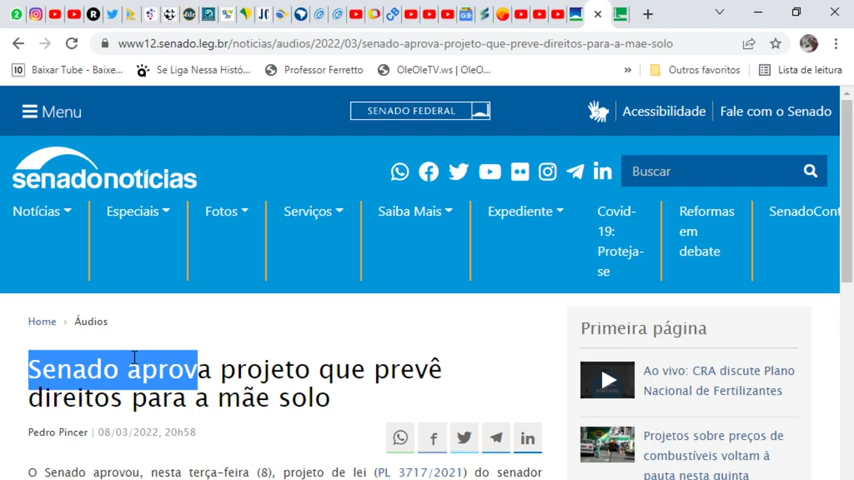 www12.senado.leg.br/noticias/audios/2022/03/senado-aprova-projeto-que-preve-direitos-para-a-mae-solo
Baixar Tube - Baixe...
Se Liga Nessa Histó...
Professor Ferretto
OleOleTV.ws | OleO...
»
Outros favoritos
Lista de leitura
Menu
SENADO FEDERAL
Acessibilidade
Fale com o Senado
senadonotícias
Buscar
Notícias
Especiais
Fotos
Serviços
Saiba Mais
Expediente
Covid-
19:
Proteja-
se
Reformas
em
debate
SenadoCont
Home › Áudios
Senado aprova projeto que prevê
direitos para a mãe solo
Pedro Pincer | 08/03/2022, 20h58
O Senado aprovou, nesta terça-feira (8), projeto de lei (PL 3717/2021) do senador
Primeira página
Ao vivo: CRA discute Plano
Nacional de Fertilizantes
Projetos sobre preços de
combustíveis voltam à
pauta nesta quinta